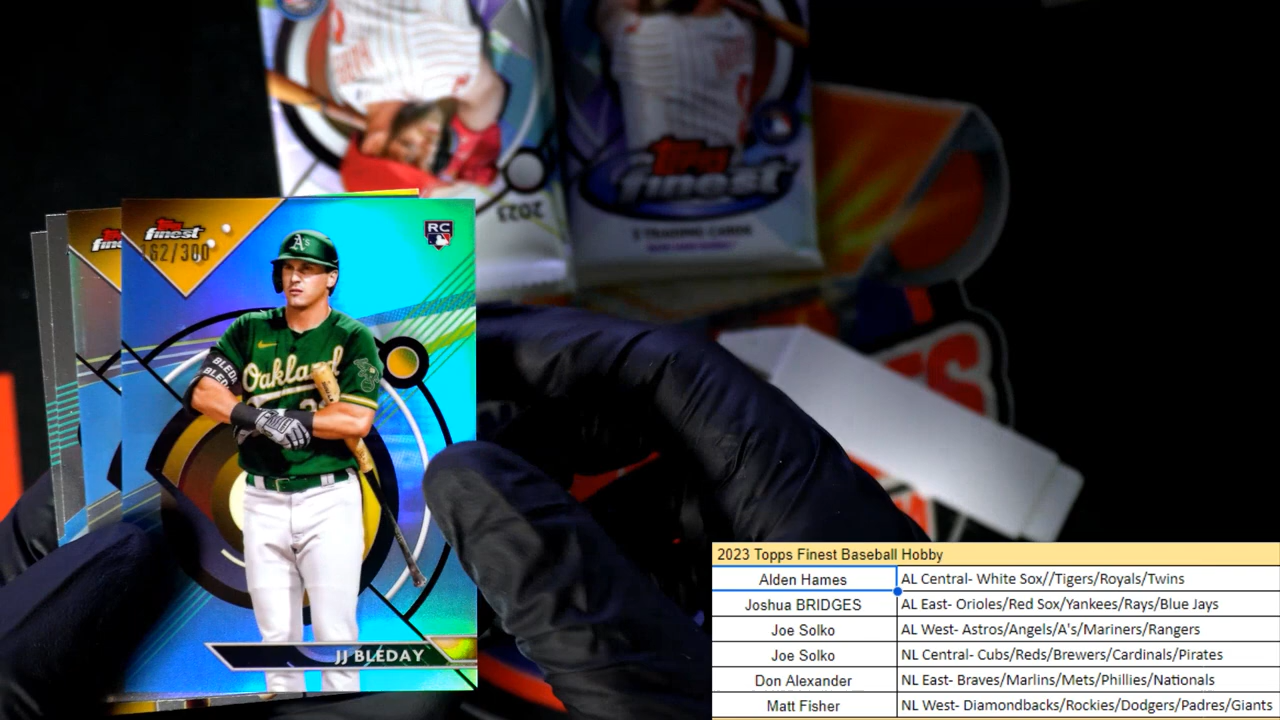 Topps
finest
2023
Topps
finest
Topps
finest
162/300
RC
A's
BLEDAY
Oakland
JJ BLEDAY
2023 Topps Finest Baseball Hobby
Alden Hames AL Central- White Sox//Tigers/Royals/Twins
Joshua BRIDGES AL East- Orioles/Red Sox/Yankees/Rays/Blue Jays
Joe Solko AL West- Astros/Angels/A's/Mariners/Rangers
Joe Solko NL Central- Cubs/Reds/Brewers/Cardinals/Pirates
Don Alexander NL East- Braves/Marlins/Mets/Phillies/Nationals
Matt Fisher NL West- Diamondbacks/Rockies/Dodgers/Padres/Giants